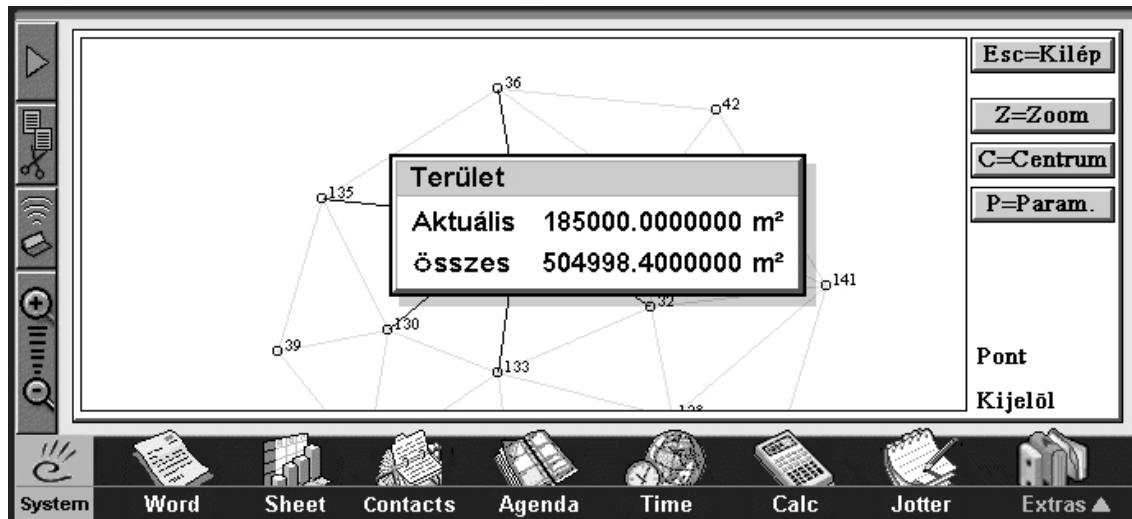 36
42
135
Terület
Aktuális 185000.0000000 m²
összes 504998.4000000 m²
141
32
130
39
133
Esc=Kilép
Z=Zoom
C=Centrum
P=Param.
Pont
Kijelöl
System Word Sheet Contacts Agenda Time Calc Jotter Extras